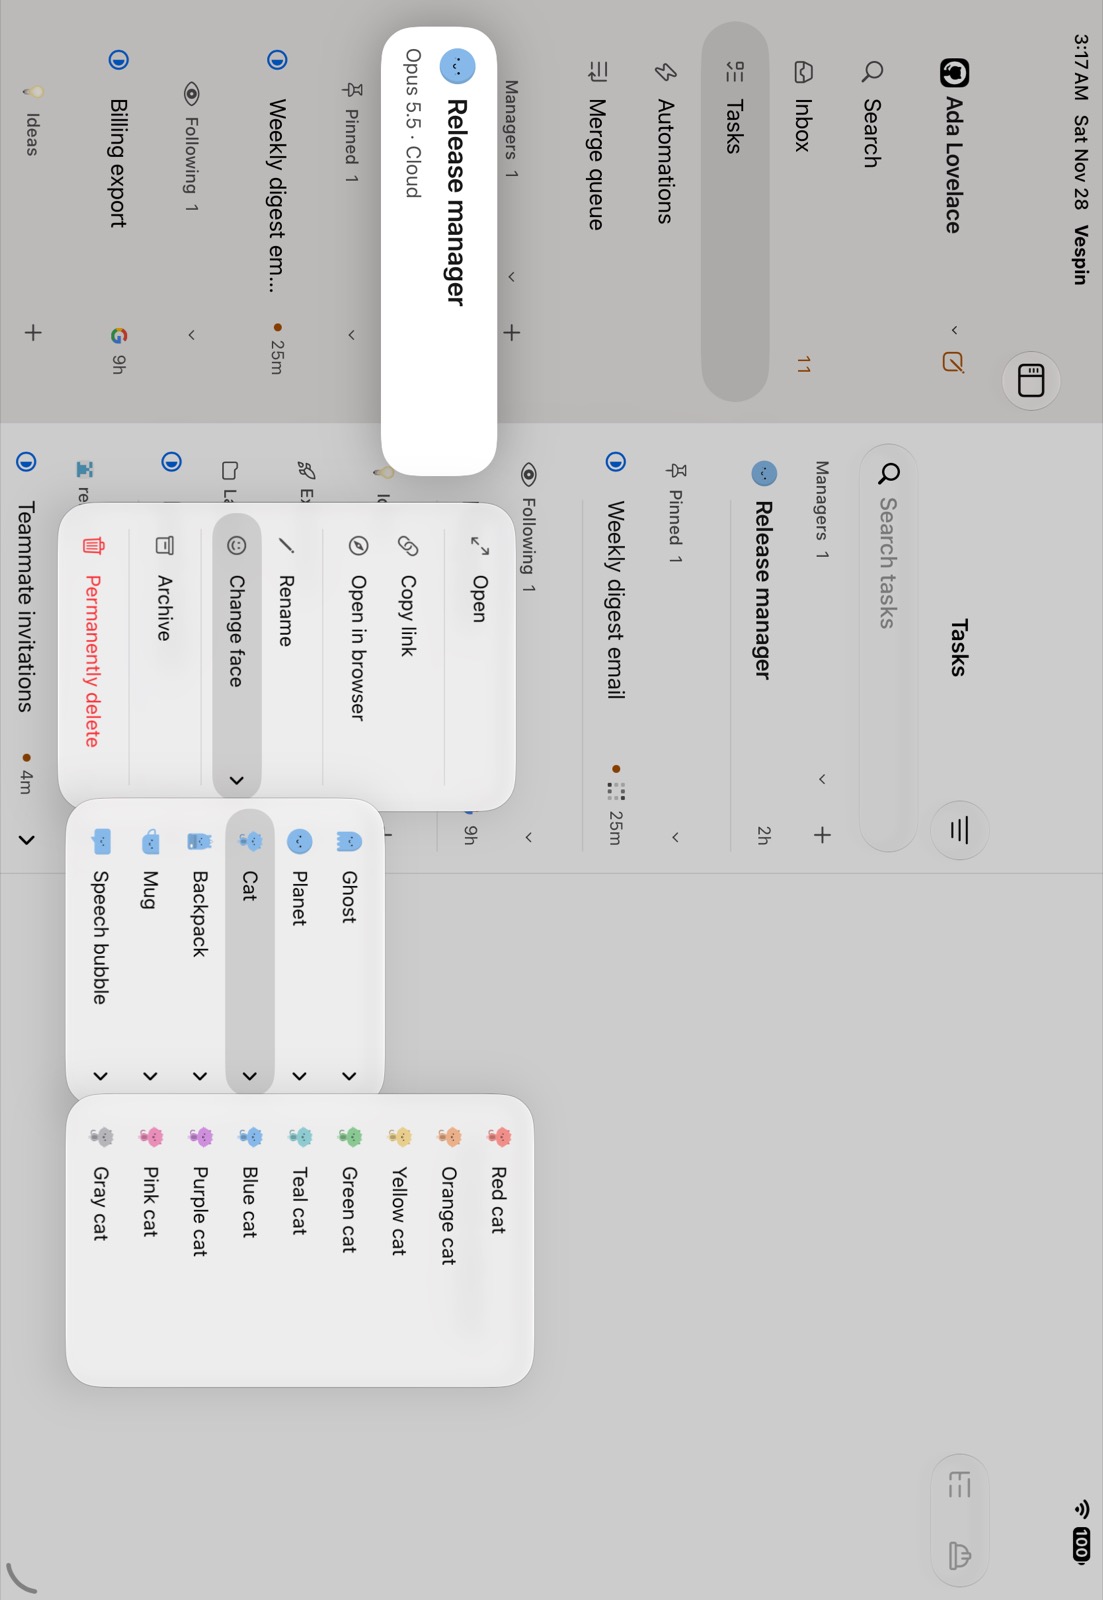 3:17 AM Sat Nov 28 Vespin
100
Ada Lovelace
Search
Inbox 11
Tasks
Automations
Merge queue
Managers 1
Release manager
Opus 5.5 · Cloud
Pinned 1
Weekly digest em... 25m
Following 1
Billing export 9h
Ideas
Tasks
Search tasks
Managers 1
Release manager 2h
Pinned 1
Weekly digest email 25m
Following 1
9h
Teammate invitations 4m
Open
Copy link
Open in browser
Rename
Change face
Archive
Permanently delete
Ghost
Planet
Cat
Backpack
Mug
Speech bubble
Red cat
Orange cat
Yellow cat
Green cat
Teal cat
Blue cat
Purple cat
Pink cat
Gray cat